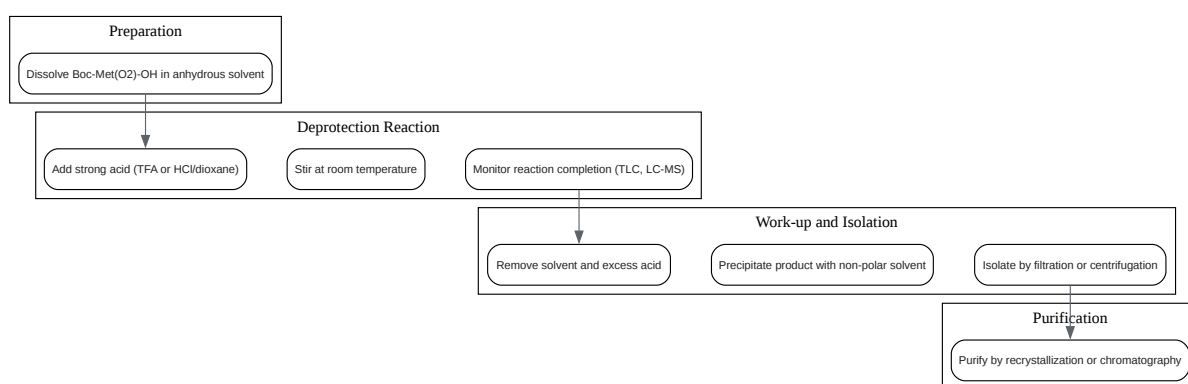 Preparation
Dissolve Boc-Met(O2)-OH in anhydrous solvent
Deprotection Reaction
Add strong acid (TFA or HCl/dioxane)
Stir at room temperature
Monitor reaction completion (TLC, LC-MS)
Work-up and Isolation
Remove solvent and excess acid
Precipitate product with non-polar solvent
Isolate by filtration or centrifugation
Purification
Purify by recrystallization or chromatography